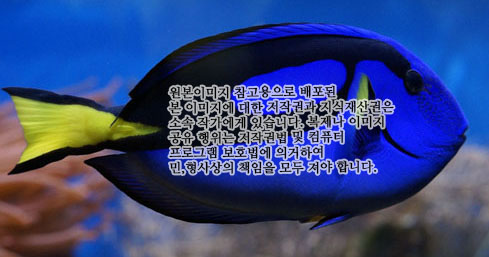 원본이미지 참고용으로 배포된
본 이미지에 대한 저작권과 지식재산권은
소속 작가에게 있습니다. 복제나 이미지
공유 행위는 저작권법 및 컴퓨터
프로그램 보호법에 의거하여
민,형사상의 책임을 모두 져야 합니다.